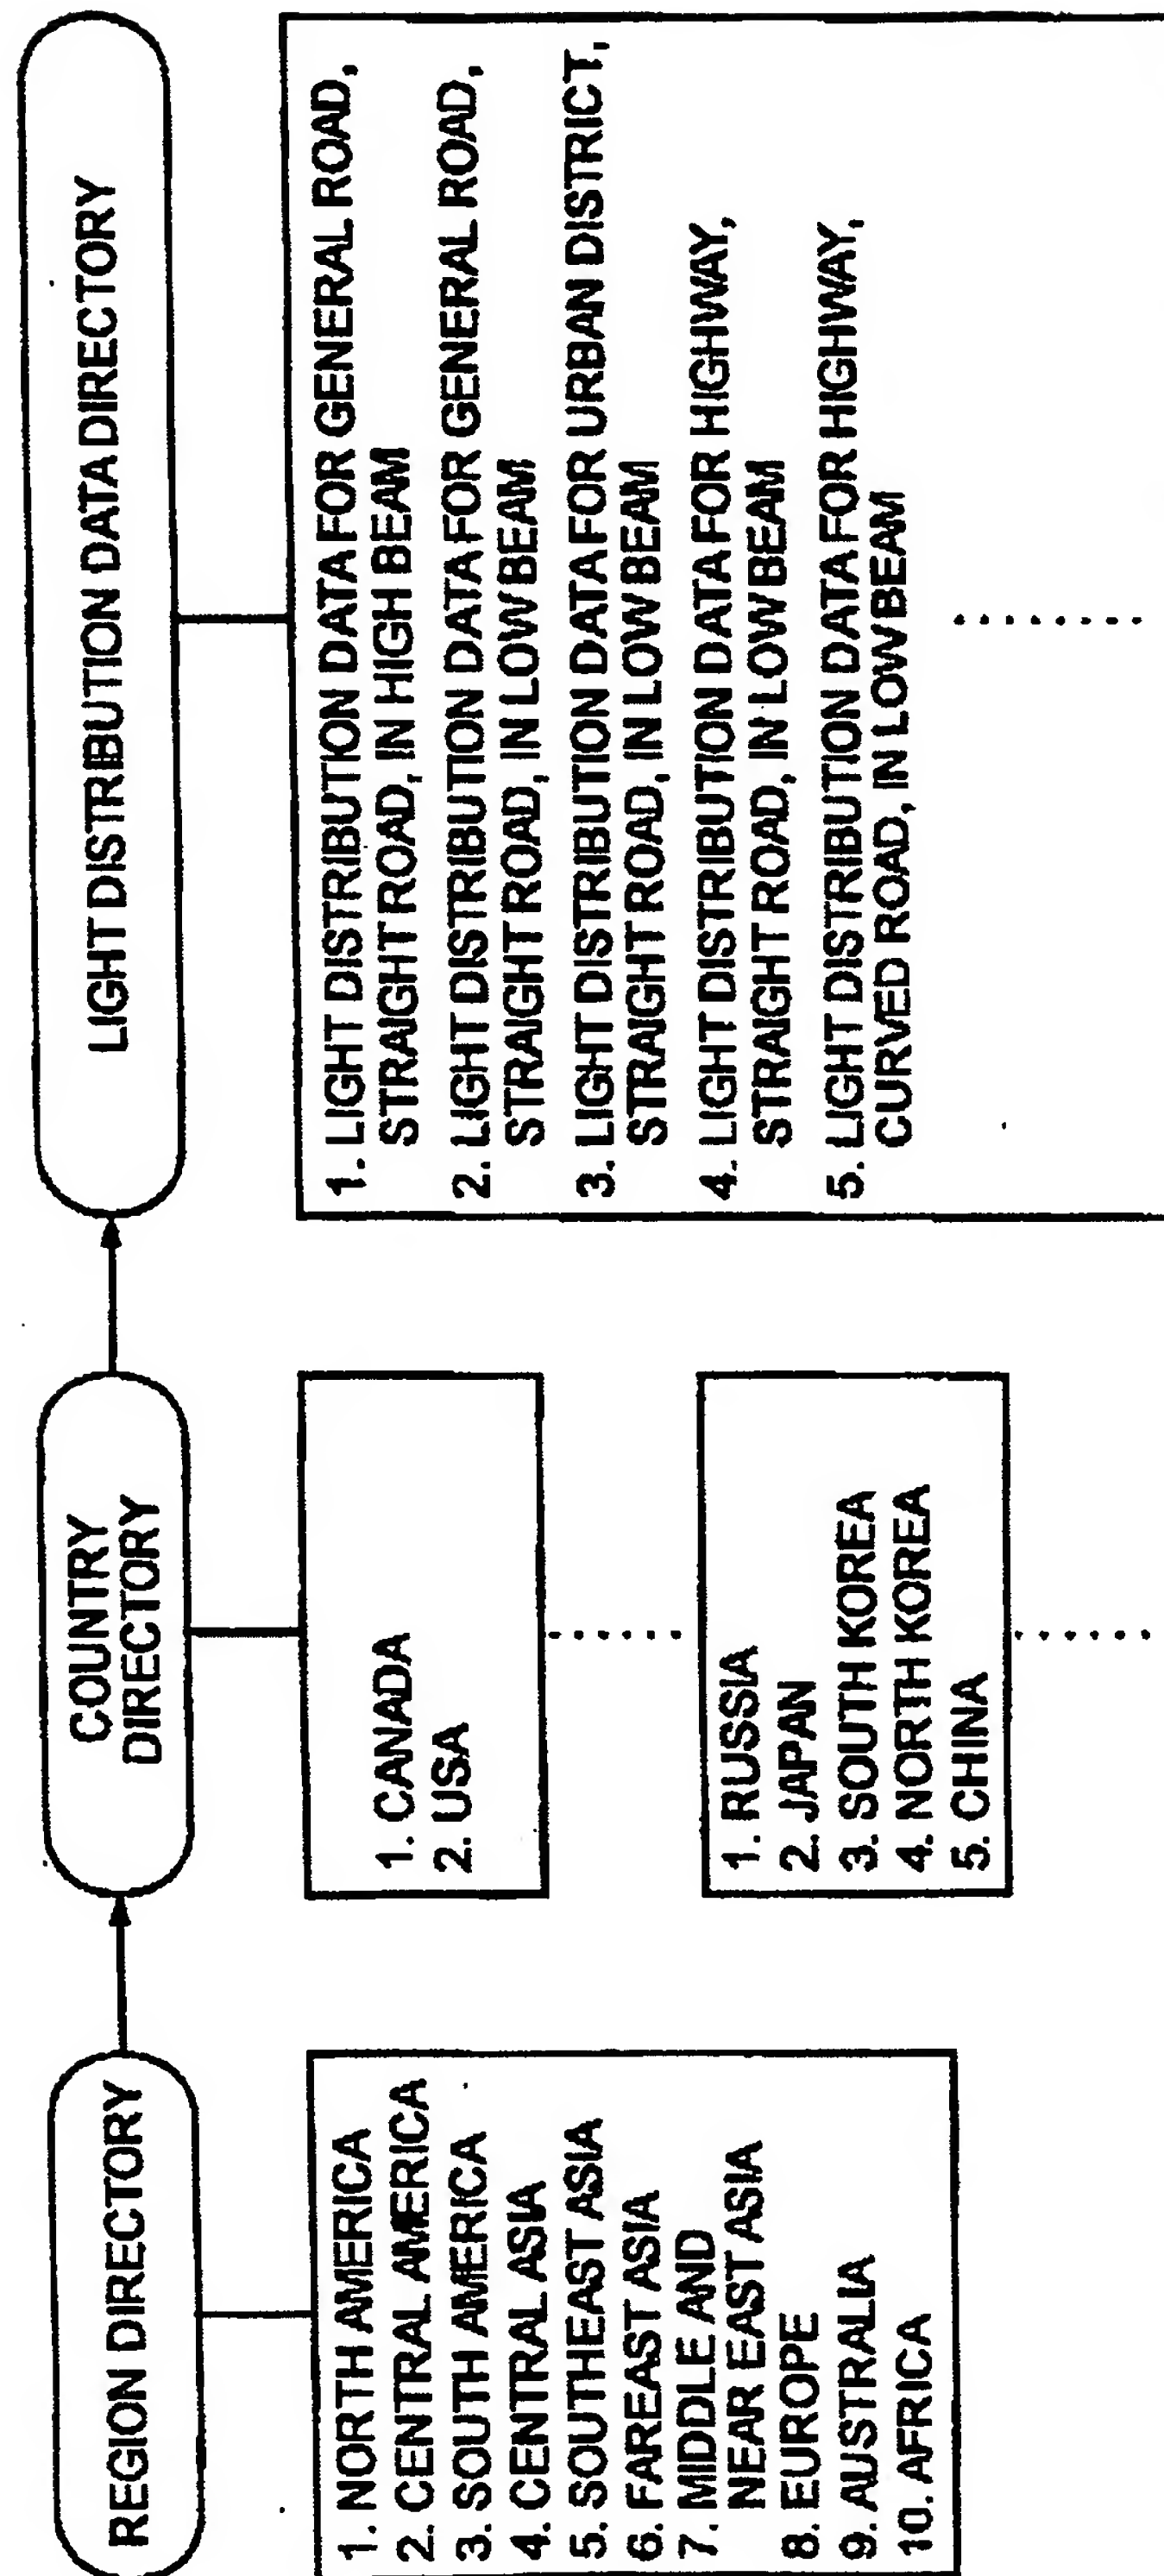 REGION DIRECTORY
1. NORTH AMERICA
2. CENTRAL AMERICA
3. SOUTH AMERICA
4. CENTRAL ASIA
5. SOUTHEAST ASIA
6. FAREAST ASIA
7. MIDDLE AND
NEAR EAST ASIA
8. EUROPE
9. AUSTRALIA
10. AFRICA
COUNTRY
DIRECTORY
1. CANADA
2. USA
1. RUSSIA
2. JAPAN
3. SOUTH KOREA
4. NORTH KOREA
5. CHINA
LIGHT DISTRIBUTION DATA DIRECTORY
1. LIGHT DISTRIBUTION DATA FOR GENERAL ROAD,
STRAIGHT ROAD, IN HIGH BEAM
2. LIGHT DISTRIBUTION DATA FOR GENERAL ROAD,
STRAIGHT ROAD, IN LOW BEAM
3. LIGHT DISTRIBUTION DATA FOR URBAN DISTRICT,
STRAIGHT ROAD, IN LOW BEAM
4. LIGHT DISTRIBUTION DATA FOR HIGHWAY,
STRAIGHT ROAD, IN LOW BEAM
5. LIGHT DISTRIBUTION DATA FOR HIGHWAY,
CURVED ROAD, IN LOW BEAM